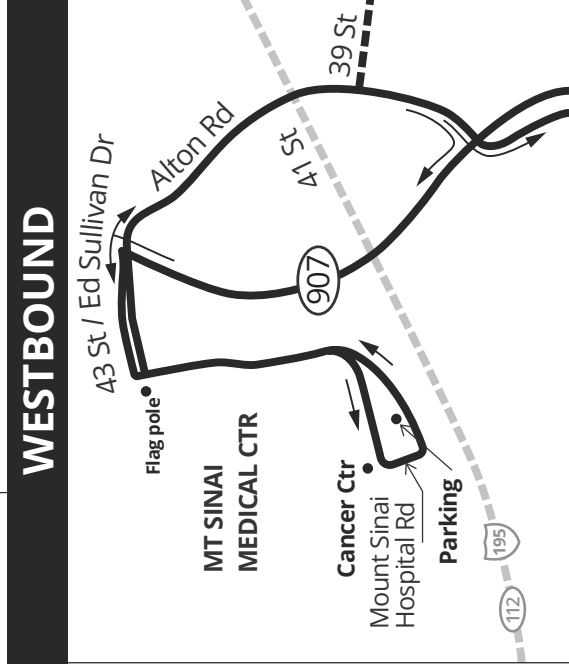 WESTBOUND
43 St / Ed Sullivan Dr
Alton Rd
39 St
41 St
907
Flag pole
MT SINAI
MEDICAL CTR
Cancer Ctr
Mount Sinai
Hospital Rd
Parking
195
112